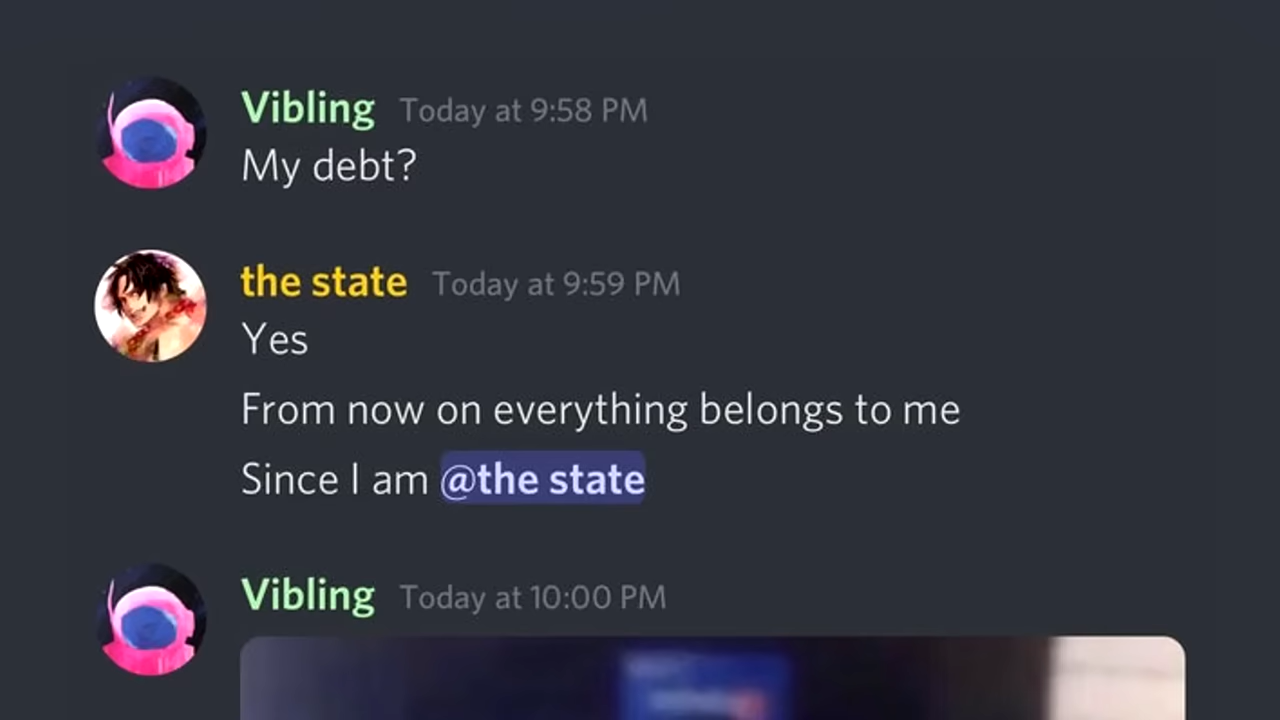 Vibling Today at 9:58 PM
My debt?
the state Today at 9:59 PM
Yes
From now on everything belongs to me
Since I am @the state
Vibling Today at 10:00 PM